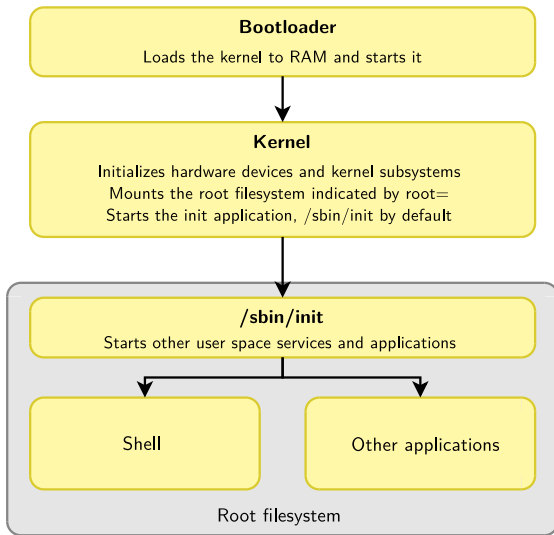 Bootloader
Loads the kernel to RAM and starts it
Kernel
Initializes hardware devices and kernel subsystems
Mounts the root filesystem indicated by root=
Starts the init application, /sbin/init by default
/sbin/init
Starts other user space services and applications
Shell
Other applications
Root filesystem